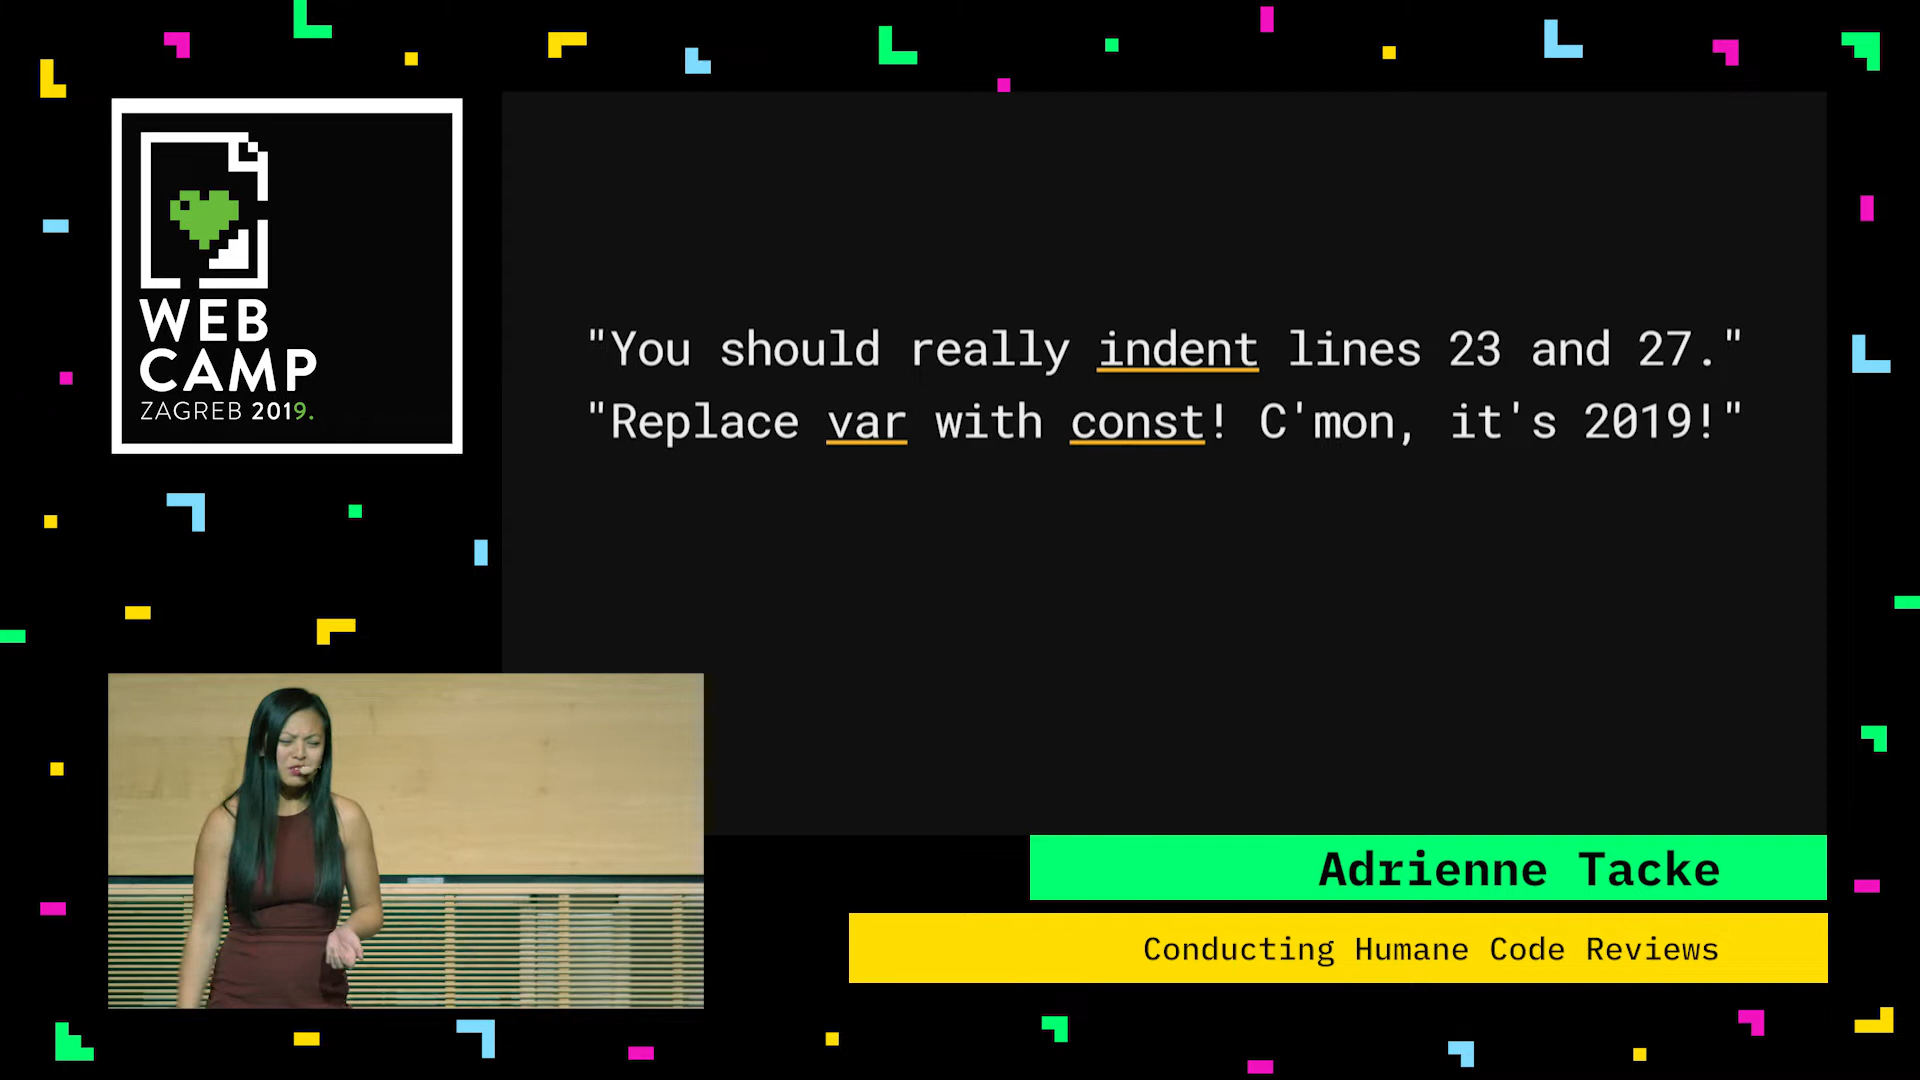 WEB
CAMP
ZAGREB 2019.
"You should really indent lines 23 and 27."
"Replace var with const! C'mon, it's 2019!"
Adrienne Tacke
Conducting Humane Code Reviews